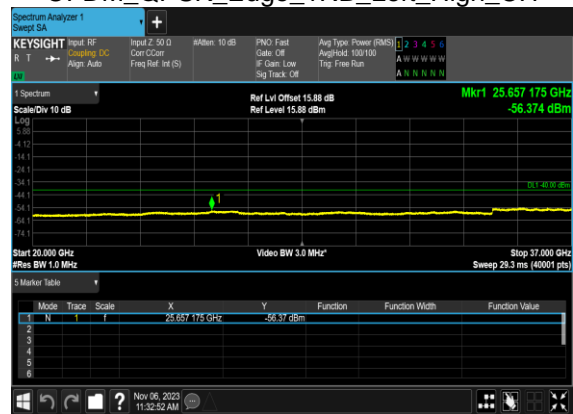 Spectrum Analyzer 1
Swept SA
+
KEYSIGHT Input: RF Input Z: 50 Ω #Atten: 10 dB PNO: Fast Avg Type: Power (RMS) 1 2 3 4 5 6
R T Coupling: DC Corr CCorr Gate: Off Avg|Hold: 100/100 A W W W W W
Align: Auto Freq Ref: Int (S) IF Gain: Low Trig: Free Run
LW Sig Track: Off A N N N N N
1 Spectrum Ref Lvl Offset 15.88 dB Mkr1 25.657 175 GHz
Scale/Div 10 dB Ref Level 15.88 dBm -56.374 dBm
Log
5.88
-4.12
-14.1
-24.1
-34.1
DL1 -40.00 dBm
-44.1
1
-54.1
-64.1
-74.1
Start 20.000 GHz Video BW 3.0 MHz* Stop 37.000 GHz
#Res BW 1.0 MHz Sweep 29.3 ms (40001 pts)
5 Marker Table
Mode Trace Scale X Y Function Function Width Function Value
1 N 1 f 25.657 175 GHz -56.37 dBm
2
3
4
5
6
? Nov 06, 2023
11:32:52 AM